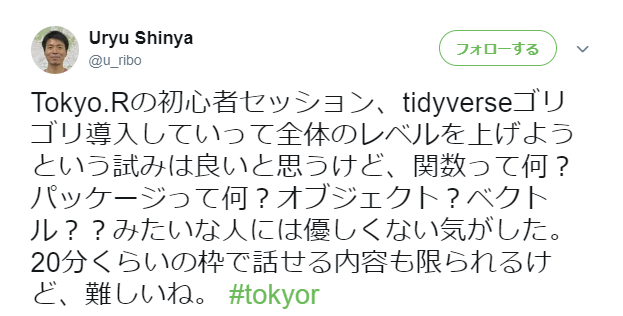 Uryu Shinya
@u_ribo
フォローする
Tokyo.Rの初心者セッション、tidyverseゴリ
ゴリ導入していって全体のレベルを上げよう
という試みは良いと思うけど、関数って何？
パッケージって何？オブジェクト？ベクト
ル？？みたいな人には優しくない気がした。
20分くらいの枠で話せる内容も限られるけ
ど、難しいね。 #tokyor